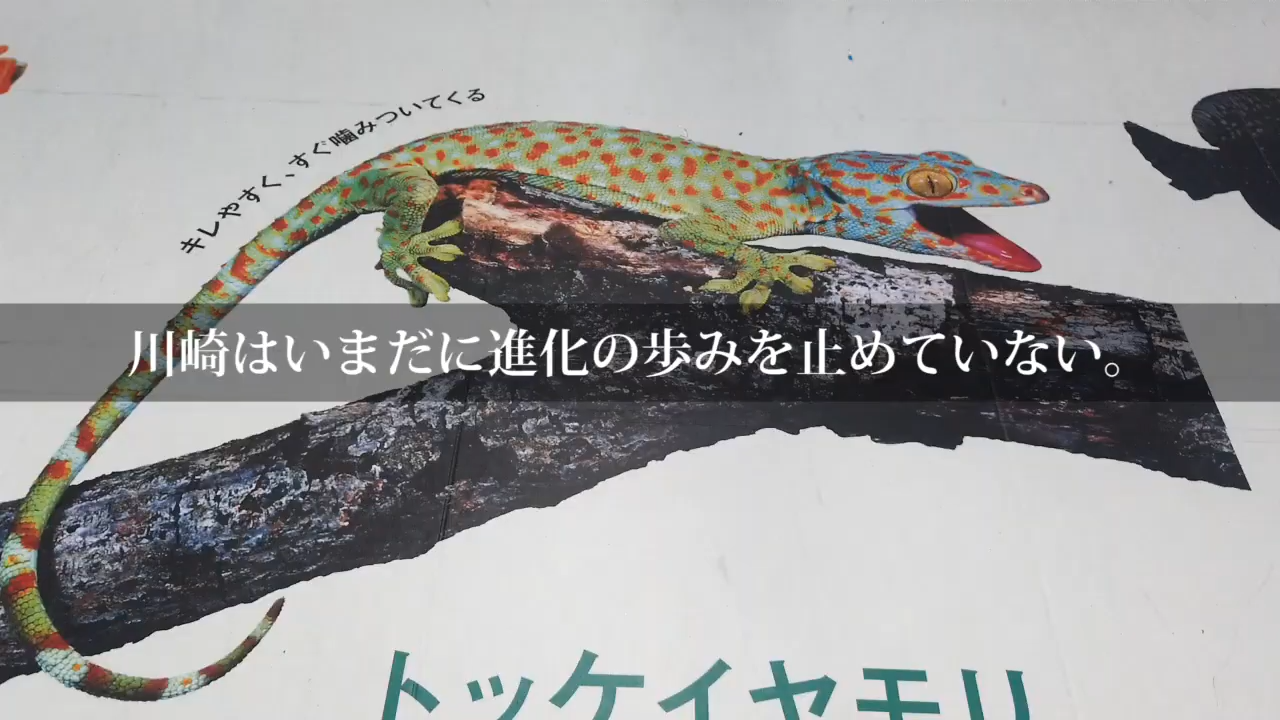 キレやすく、すぐ噛みついてくる
川崎はいまだに進化の歩みを止めていない。
トッケイヤモリ